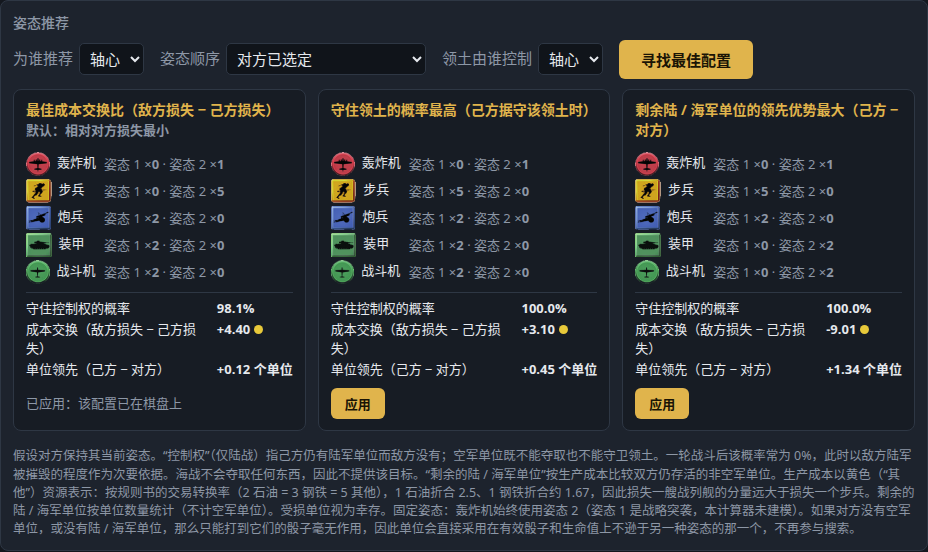 姿态推荐
为谁推荐 轴心 姿态顺序 对方已选定 领土由谁控制 轴心 寻找最佳配置
最佳成本交换比（敌方损失 − 己方损失）
默认：相对对方损失最小
轰炸机 姿态 1 ×0 · 姿态 2 ×1
步兵 姿态 1 ×0 · 姿态 2 ×5
炮兵 姿态 1 ×2 · 姿态 2 ×0
装甲 姿态 1 ×2 · 姿态 2 ×0
战斗机 姿态 1 ×2 · 姿态 2 ×0
守住控制权的概率 98.1%
成本交换（敌方损失 − 己方损 +4.40
失）
单位领先（己方 − 对方） +0.12 个单位
已应用：该配置已在棋盘上
守住领土的概率最高（己方据守该领土时）
轰炸机 姿态 1 ×0 · 姿态 2 ×1
步兵 姿态 1 ×5 · 姿态 2 ×0
炮兵 姿态 1 ×2 · 姿态 2 ×0
装甲 姿态 1 ×2 · 姿态 2 ×0
战斗机 姿态 1 ×2 · 姿态 2 ×0
守住控制权的概率 100.0%
成本交换（敌方损失 − 己方损 +3.10
失）
单位领先（己方 − 对方） +0.45 个单位
应用
剩余陆 / 海军单位的领先优势最大（己方 −
对方）
轰炸机 姿态 1 ×0 · 姿态 2 ×1
步兵 姿态 1 ×5 · 姿态 2 ×0
炮兵 姿态 1 ×2 · 姿态 2 ×0
装甲 姿态 1 ×0 · 姿态 2 ×2
战斗机 姿态 1 ×0 · 姿态 2 ×2
守住控制权的概率 100.0%
成本交换（敌方损失 − 己方损 -9.01
失）
单位领先（己方 − 对方） +1.34 个单位
应用
假设对方保持其当前姿态。“控制权”（仅陆战）指己方仍有陆军单位而敌方没有；空军单位既不能夺取也不能守卫领土。一轮战斗后该概率常为 0%，此时以敌方陆军
被摧毁的程度作为次要依据。海战不会夺取任何东西，因此不提供该目标。“剩余的陆 / 海军单位”按生产成本比较双方仍存活的非空军单位。生产成本以黄色（“其
他”）资源表示：按规则书的交易转换率（2 石油 = 3 钢铁 = 5 其他），1 石油折合 2.5、1 钢铁折合约 1.67，因此损失一艘战列舰的分量远大于损失一个步兵。剩余的
陆 / 海军单位按单位数量统计（不计空军单位）。受损单位视为幸存。固定姿态：轰炸机始终使用姿态 2（姿态 1 是战略突袭，本计算器未建模）。如果对方没有空军
单位，或没有陆 / 海军单位，那么只能打到它们的骰子毫无作用，因此单位会直接采用在有效骰子和生命值上不逊于另一种姿态的那一个，不再参与搜索。